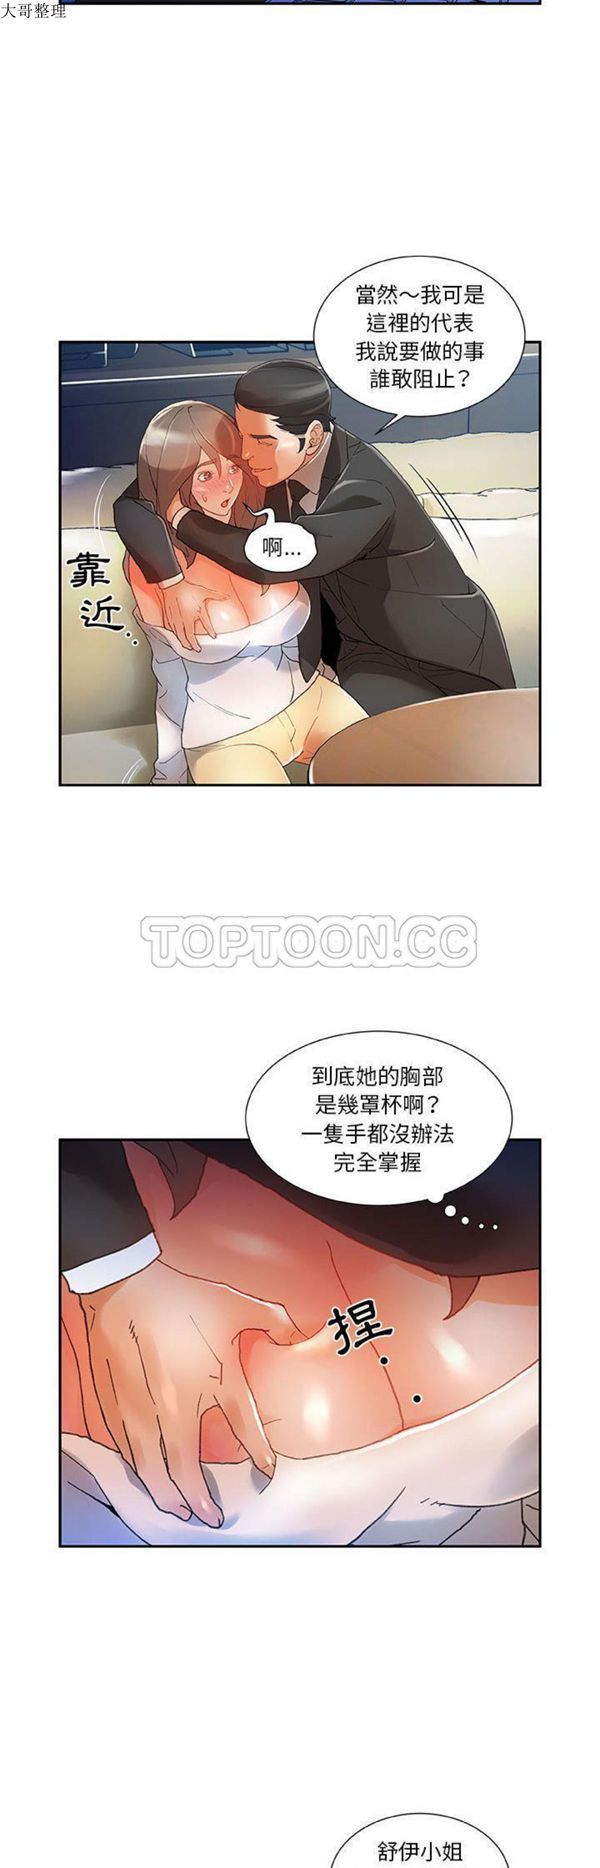 大哥整理
當然～我可是
這裡的代表
我說要做的事
誰敢阻止？
啊…
靠
近..
TOPTOON.CC
到底她的胸部
是幾罩杯啊？
一隻手都沒辦法
完全掌握
捏
舒伊小姐